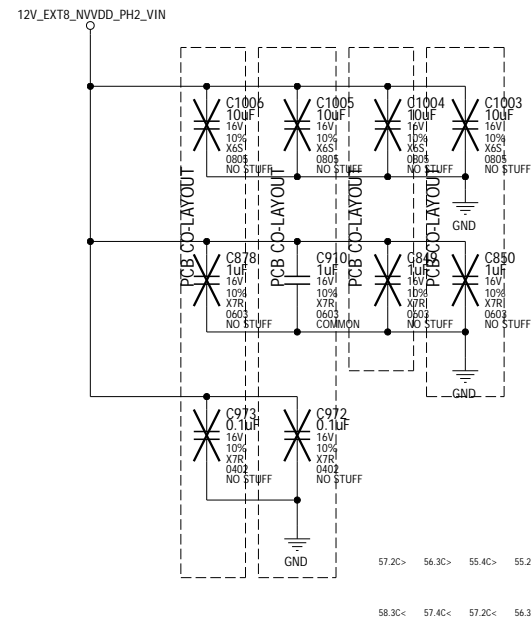 12V_EXT8_NVVDD_PH2_VIN
C1006
10uF
16V
10%
X6S
0805
NO STUFF
C1005
10uF
16V
10%
X6S
0805
NO STUFF
C1004
10uF
16V
10%
X6S
0805
NO STUFF
C1003
10uF
16V
10%
X6S
0805
NO STUFF
GND
PCB CO-LAYOUT
PCB CO-LAYOUT
PCB CO-LAYOUT
PCB CO-LAYOUT
C878
1uF
16V
10%
X7R
0603
NO STUFF
C910
1uF
16V
10%
X7R
0603
COMMON
C849
1uF
16V
10%
X7R
0603
NO STUFF
C850
1uF
16V
10%
X7R
0603
NO STUFF
GND
C973
0.1uF
16V
10%
X7R
0402
NO STUFF
C972
0.1uF
16V
10%
X7R
0402
NO STUFF
GND
57.2C> 56.3C> 55.4C> 55.2
58.3C< 57.4C< 57.2C< 56.3